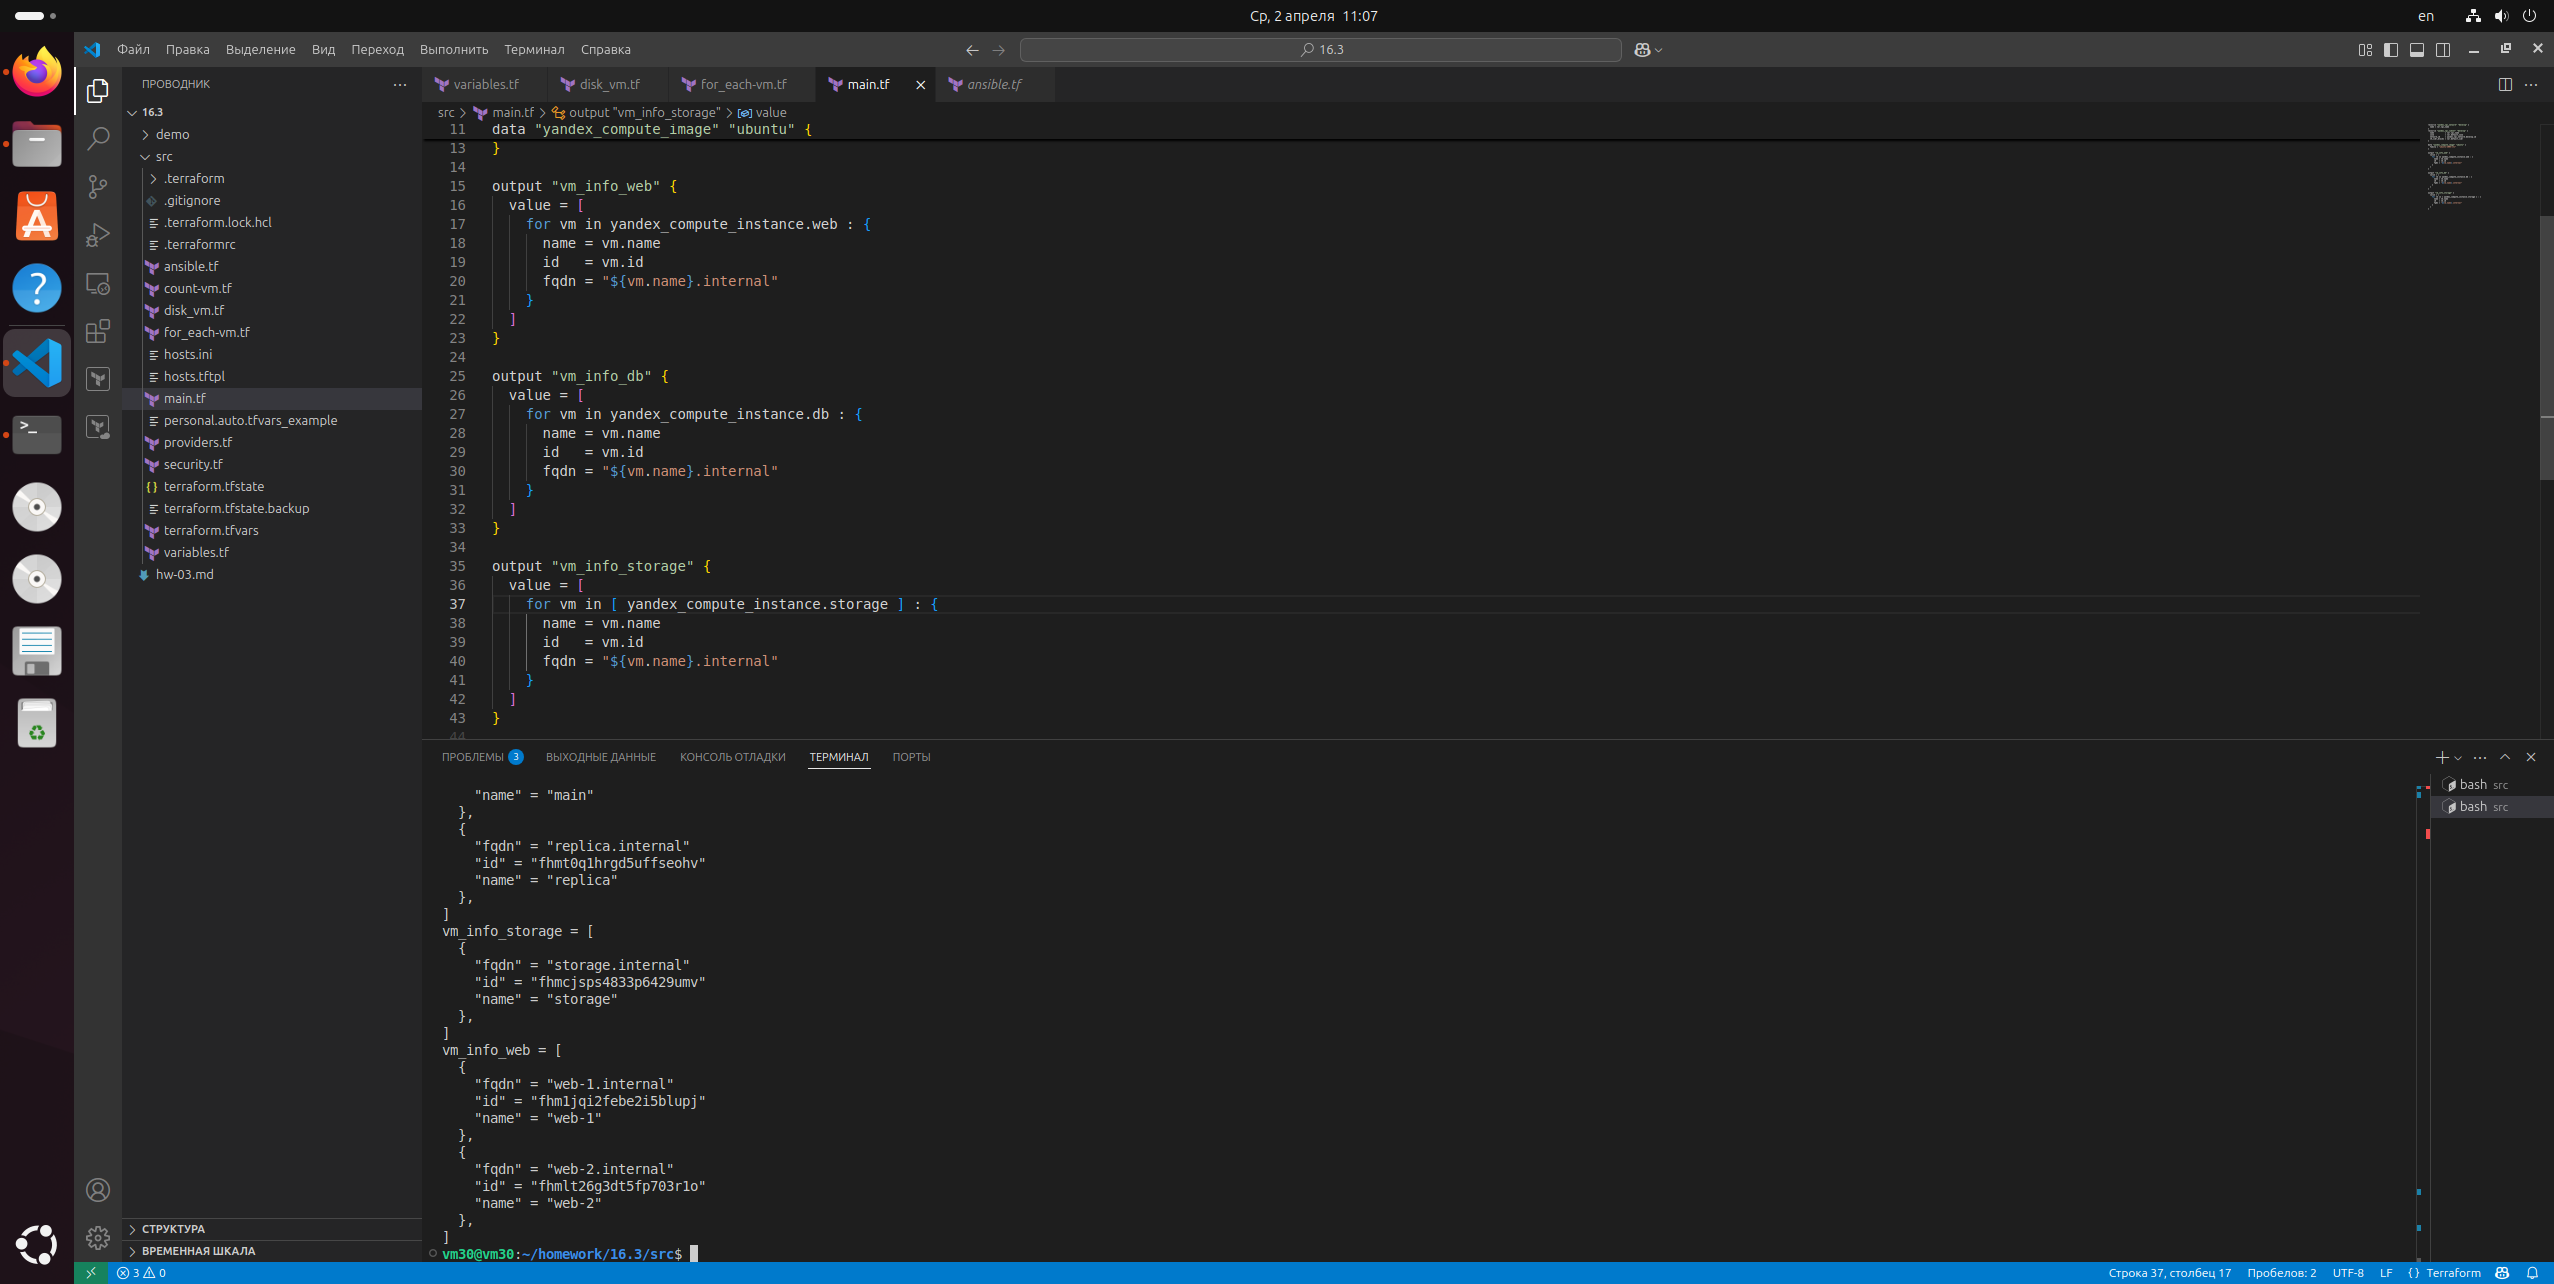 Ср, 2 апреля 11:07
en
Файл Правка Выделение Вид Переход Выполнить Терминал Справка
16.3
ПРОВОДНИК
16.3
demo
src
.terraform
.gitignore
.terraform.lock.hcl
.terraformrc
ansible.tf
count-vm.tf
disk_vm.tf
for_each-vm.tf
hosts.ini
hosts.tftpl
main.tf
personal.auto.tfvars_example
providers.tf
security.tf
terraform.tfstate
terraform.tfstate.backup
terraform.tfvars
variables.tf
hw-03.md
СТРУКТУРА
ВРЕМЕННАЯ ШКАЛА
variables.tf disk_vm.tf for_each-vm.tf main.tf ansible.tf
src > main.tf > output "vm_info_storage" > value
11 data "yandex_compute_image" "ubuntu" {
13 }
14
15 output "vm_info_web" {
16 value = [
17 for vm in yandex_compute_instance.web : {
18 name = vm.name
19 id = vm.id
20 fqdn = "${vm.name}.internal"
21 }
22 ]
23 }
24
25 output "vm_info_db" {
26 value = [
27 for vm in yandex_compute_instance.db : {
28 name = vm.name
29 id = vm.id
30 fqdn = "${vm.name}.internal"
31 }
32 ]
33 }
34
35 output "vm_info_storage" {
36 value = [
37 for vm in [ yandex_compute_instance.storage ] : {
38 name = vm.name
39 id = vm.id
40 fqdn = "${vm.name}.internal"
41 }
42 ]
43 }
44
ПРОБЛЕМЫ 3 ВЫХОДНЫЕ ДАННЫЕ КОНСОЛЬ ОТЛАДКИ ТЕРМИНАЛ ПОРТЫ
"name" = "main"
},
{
"fqdn" = "replica.internal"
"id" = "fhmt0q1hrgd5uffseohv"
"name" = "replica"
},
]
vm_info_storage = [
{
"fqdn" = "storage.internal"
"id" = "fhmcjsps4833p6429umv"
"name" = "storage"
},
]
vm_info_web = [
{
"fqdn" = "web-1.internal"
"id" = "fhm1jqi2febe2i5blupj"
"name" = "web-1"
},
{
"fqdn" = "web-2.internal"
"id" = "fhmlt26g3dt5fp703r1o"
"name" = "web-2"
},
]
vm30@vm30:~/homework/16.3/src$
bash src
bash src
3 0
Строка 37, столбец 17 Пробелов: 2 UTF-8 LF {} Terraform